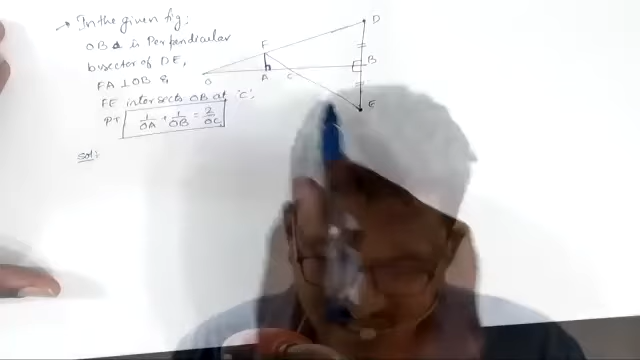 → In the given fig:
OB is Perpendicular
bisector of DE,
FA ⊥ OB &
FE intersects OB at 'C',
PT 1/OA + 1/OB = 2/OC
Sol:
O
F
A
C
D
B
E